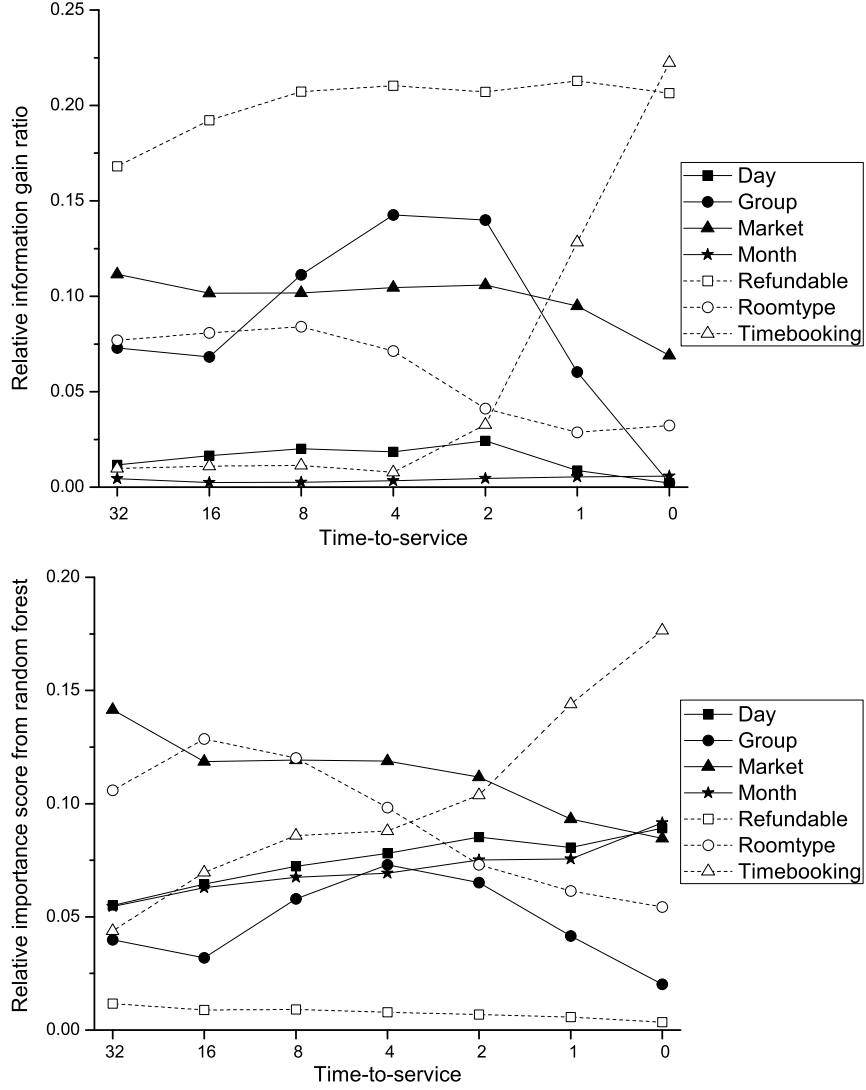 0.25
0.20
0.15
0.10
0.05
0.00
Relative information gain ratio
32 16 8 4 2 1 0
Time-to-service
Day
Group
Market
Month
Refundable
Roomtype
Timebooking
0.20
0.15
0.10
0.05
0.00
Relative importance score from random forest
32 16 8 4 2 1 0
Time-to-service
Day
Group
Market
Month
Refundable
Roomtype
Timebooking